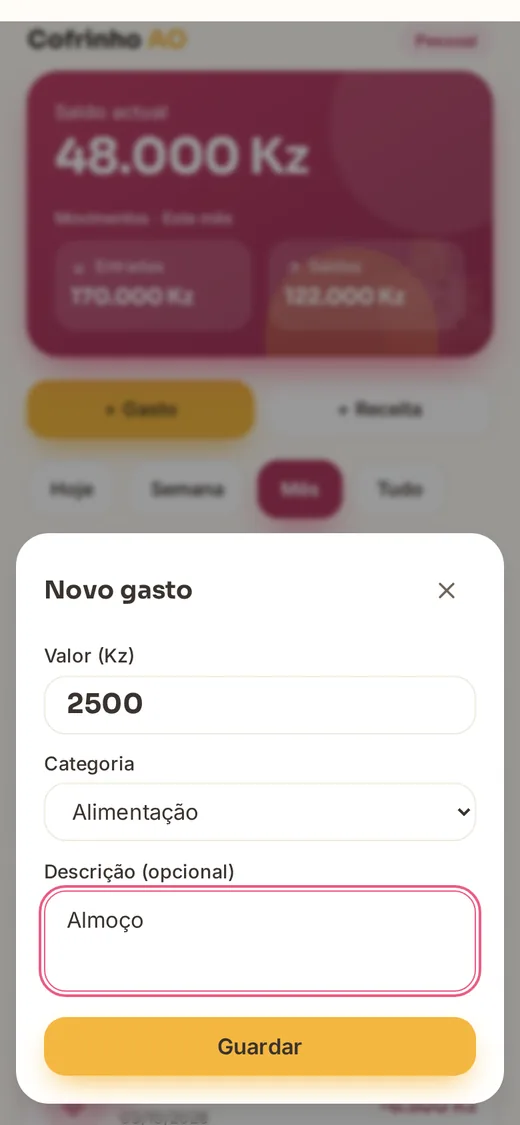 Cofrinho AO
Pessoal
Saldo actual
48.000 Kz
Movimentos · Este mês
Entradas
170.000 Kz
Saídas
122.000 Kz
+ Gasto
+ Receita
Hoje
Semana
Mês
Tudo
Novo gasto
Valor (Kz)
2500
Categoria
Alimentação
Descrição (opcional)
Almoço
Guardar